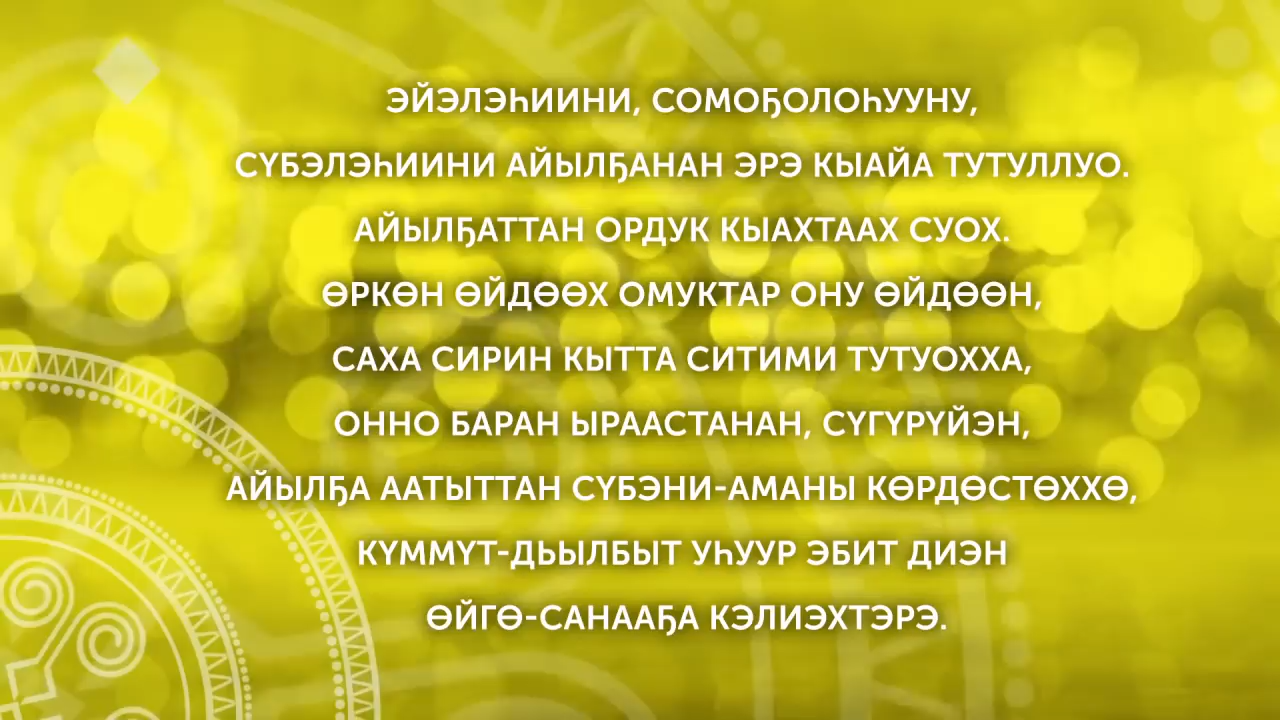 ЭЙЭЛЭҺИИНИ, СОМОҔОЛОҺУУНУ,
СҮБЭЛЭҺИИНИ АЙЫЛҔАНАН ЭРЭ КЫАЙА ТУТУЛЛУО.
АЙЫЛҔАТТАН ОРДУК КЫАХТААХ СУОХ.
ӨРКӨН ӨЙДӨӨХ ОМУКТАР ОНУ ӨЙДӨӨН,
САХА СИРИН КЫТТА СИТИМИ ТУТУОХХА,
ОННО БАРАН ЫРААСТАНАН, СҮГҮРҮЙЭН,
АЙЫЛҔА ААТЫТТАН СҮБЭНИ-АМАНЫ КӨРДӨСТӨХХӨ,
КҮММҮТ-ДЬЫЛБЫТ УҺУУР ЭБИТ ДИЭН
ӨЙГӨ-САНААҔА КЭЛИЭХТЭРЭ.